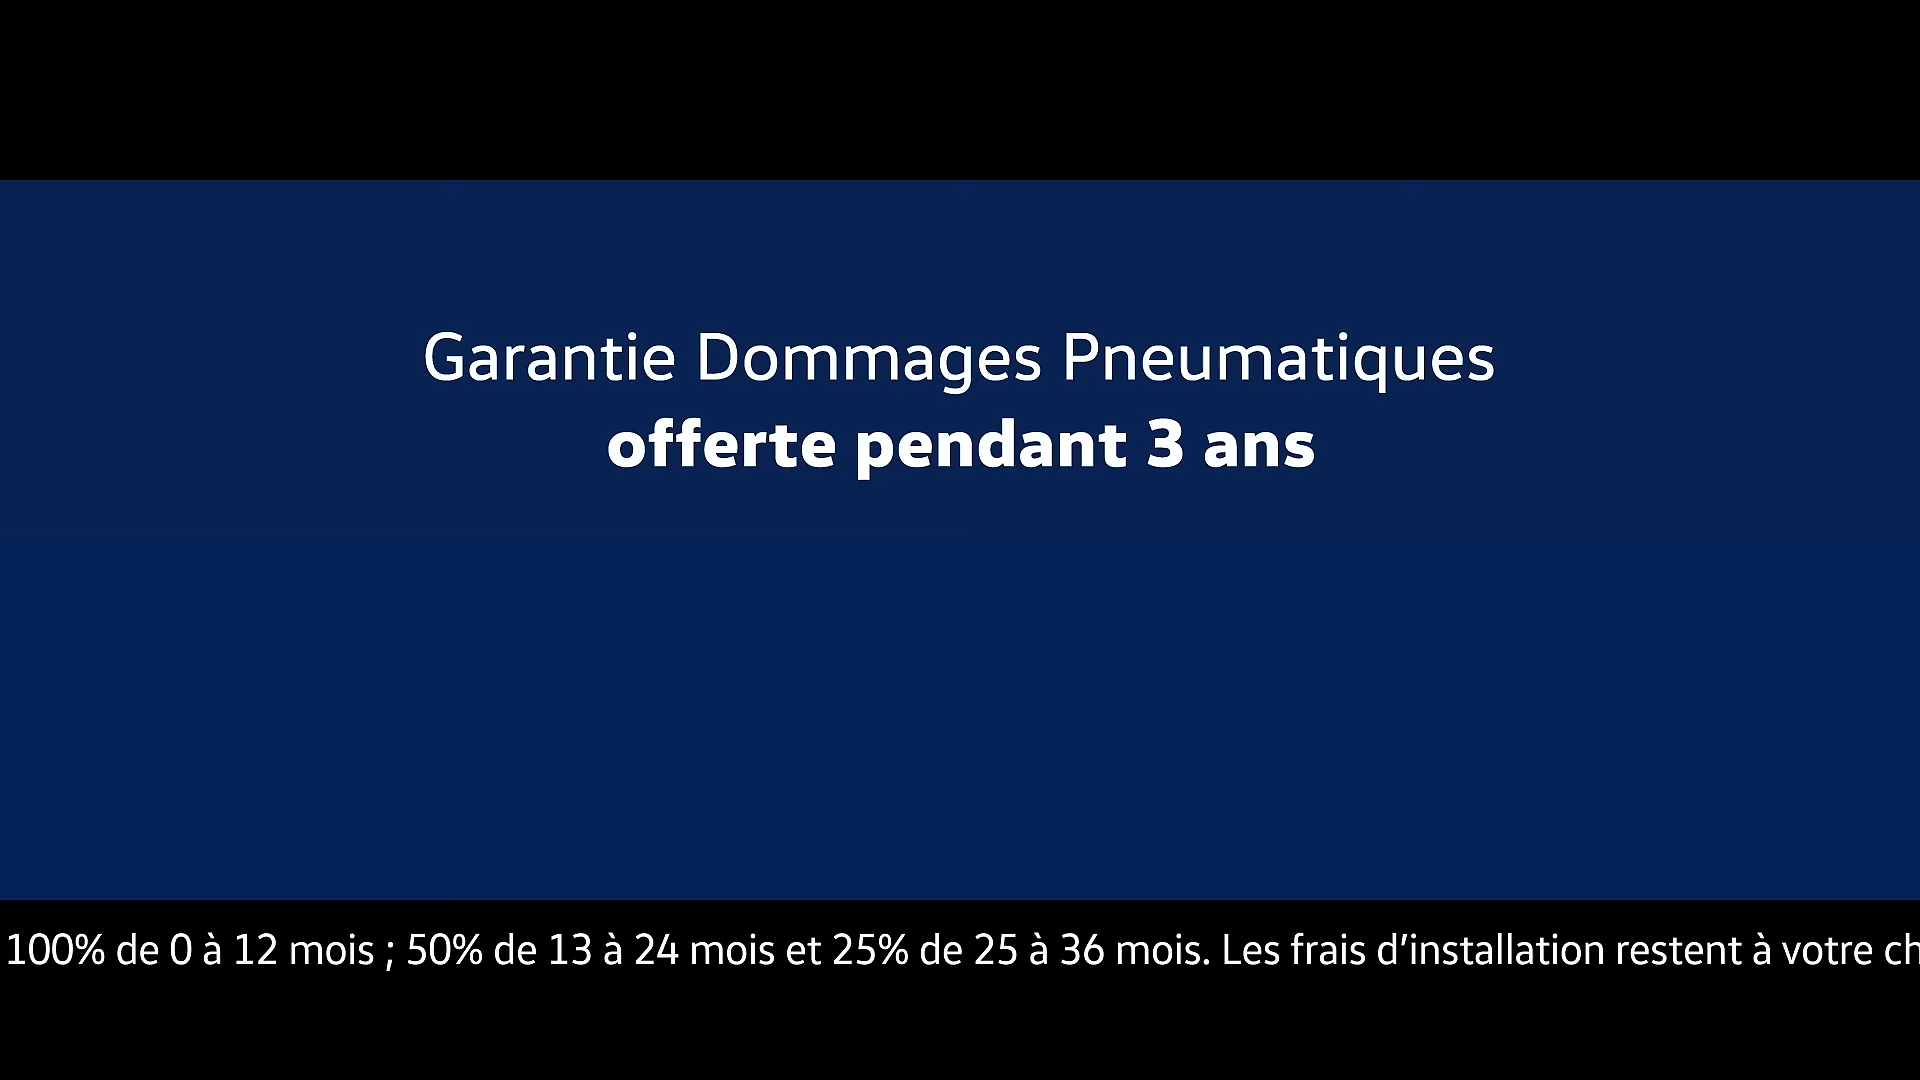 Garantie Dommages Pneumatiques
offerte pendant 3 ans
100% de 0 à 12 mois ; 50% de 13 à 24 mois et 25% de 25 à 36 mois. Les frais d’installation restent à votre